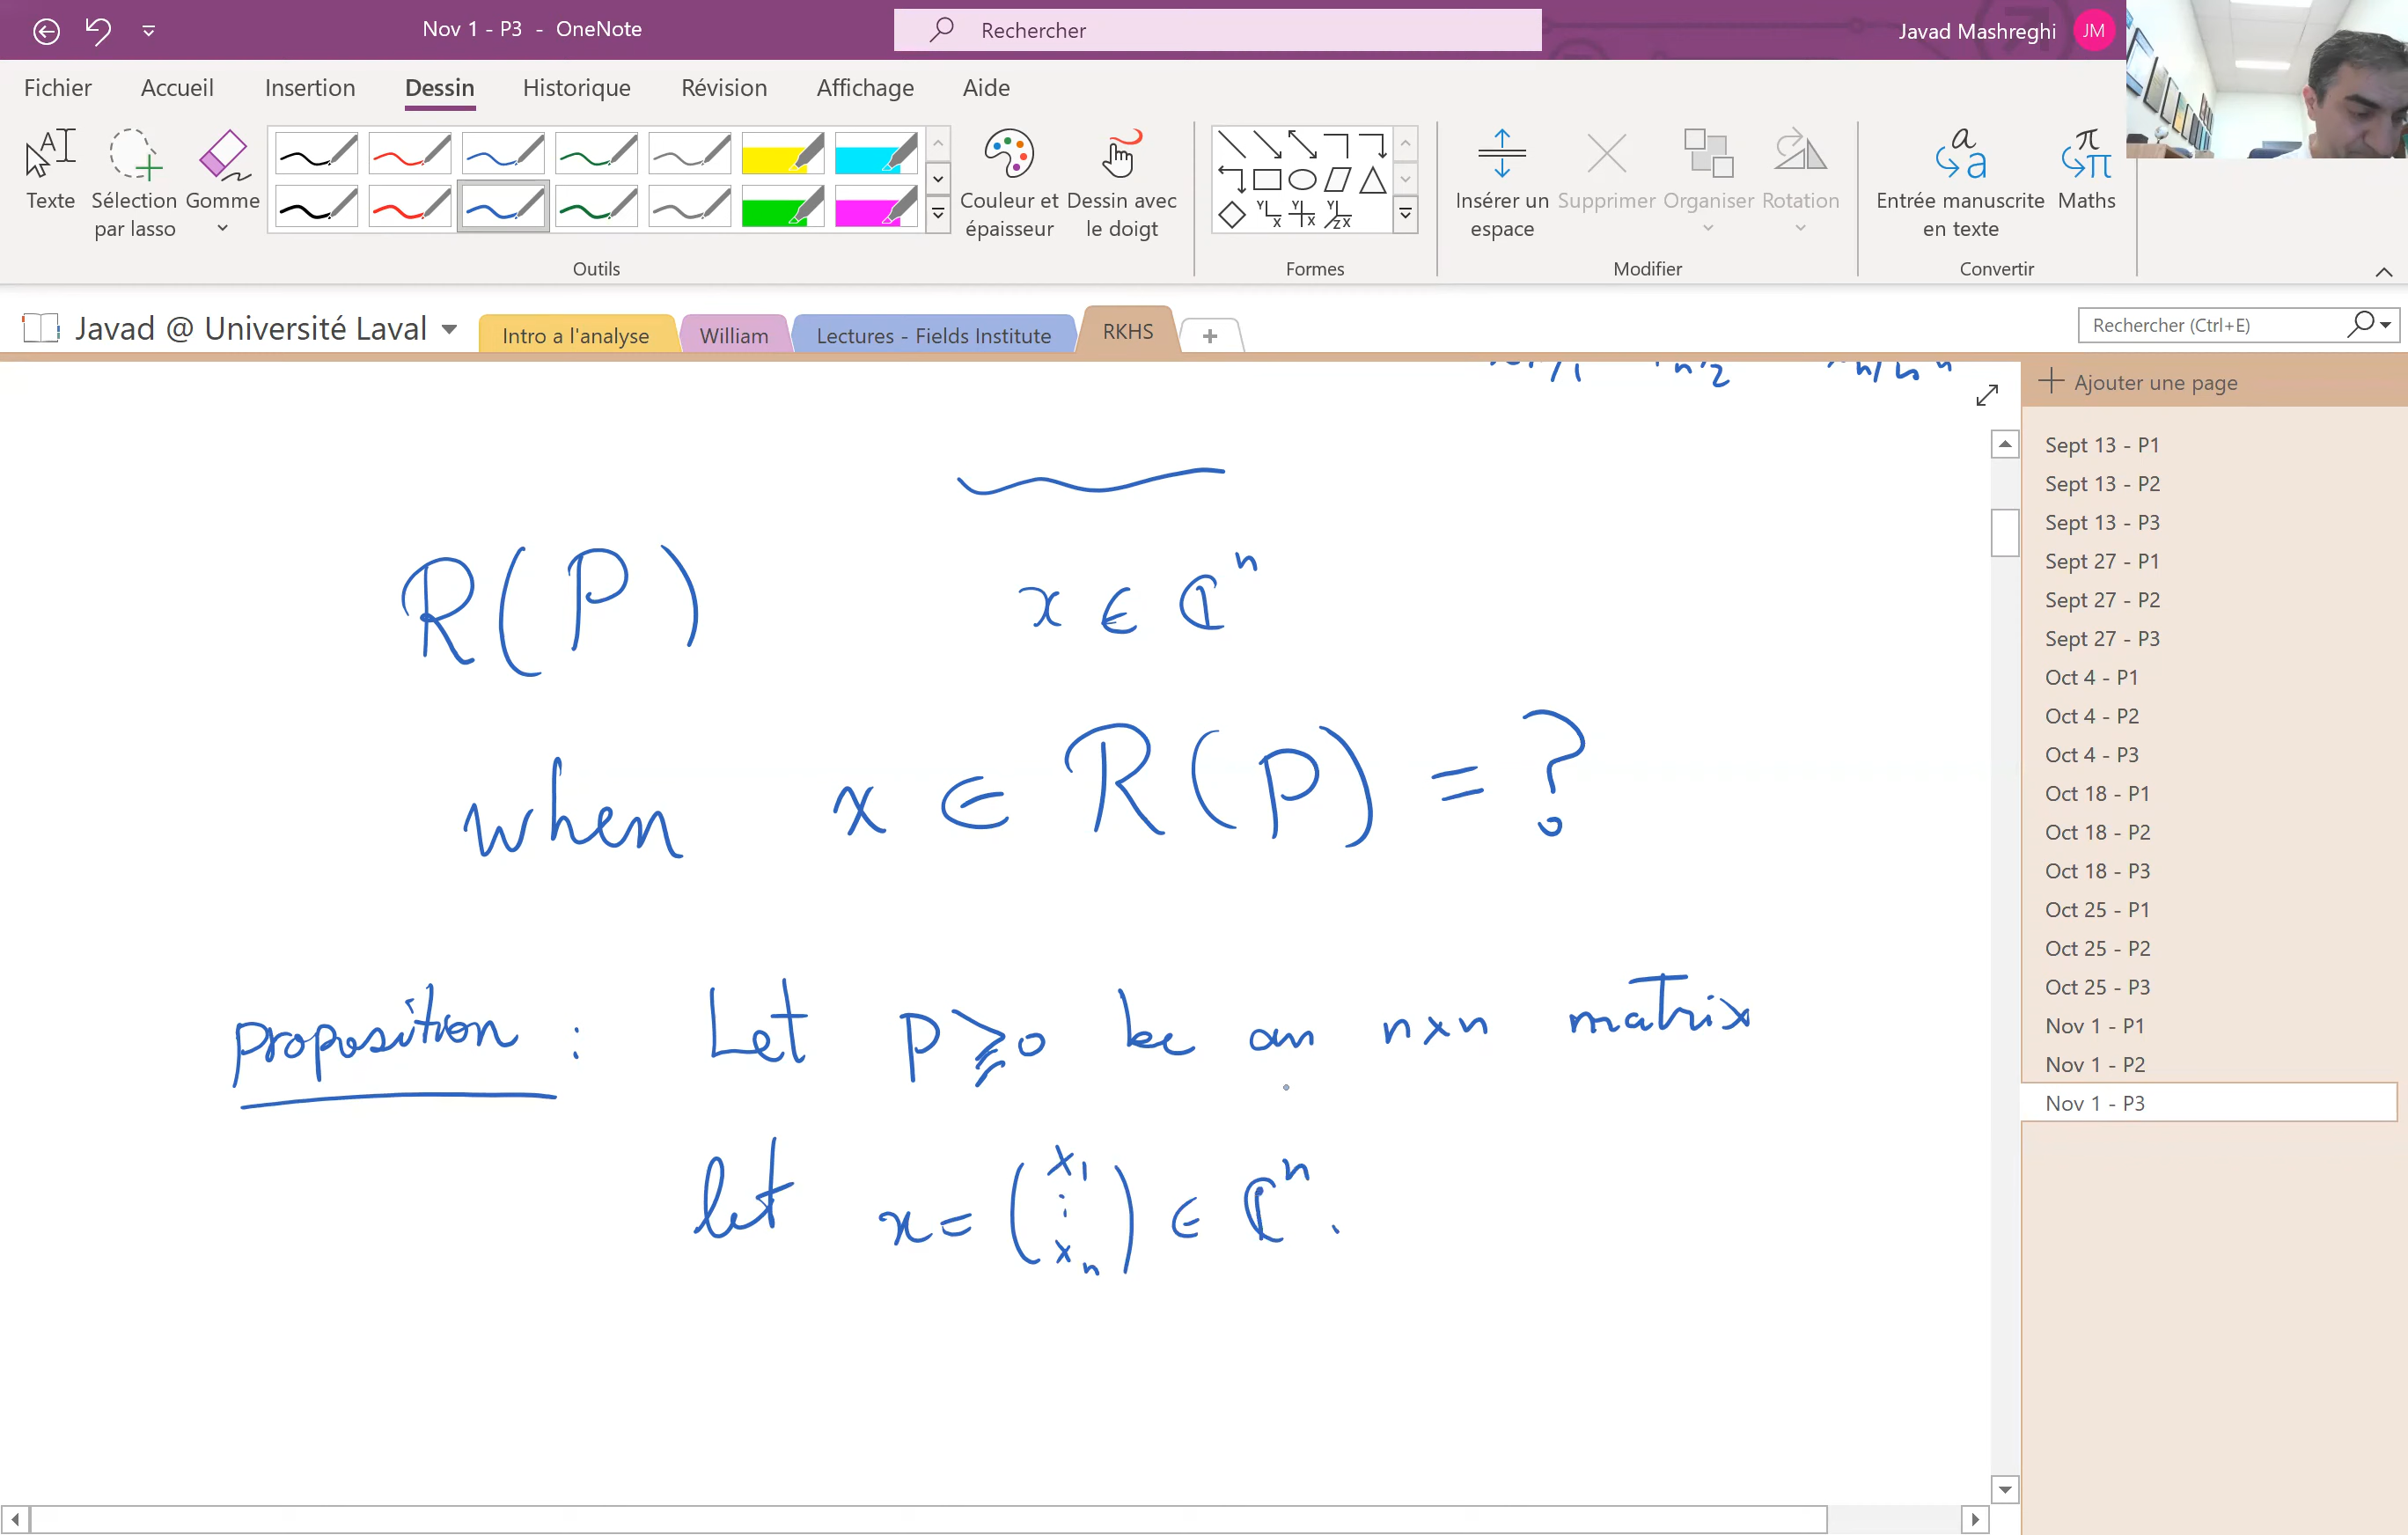 Nov 1 - P3 - OneNote
Rechercher
Javad Mashreghi
JM
Fichier Accueil Insertion Dessin Historique Révision Affichage Aide
Texte
Sélection par lasso
Gomme
Couleur et épaisseur
Dessin avec le doigt
Insérer un espace
Supprimer
Organiser
Rotation
Entrée manuscrite en texte
Maths
Outils
Formes
Modifier
Convertir
Javad @ Université Laval
Intro a l'analyse
William
Lectures - Fields Institute
RKHS
Rechercher (Ctrl+E)
R(P) x ∈ ℂⁿ
when x ∈ R(P) = ?
proposition : Let P ⩾ 0 be an n×n matrix
let x = (x₁ ⋮ xₙ) ∈ ℂⁿ.
Ajouter une page
Sept 13 - P1
Sept 13 - P2
Sept 13 - P3
Sept 27 - P1
Sept 27 - P2
Sept 27 - P3
Oct 4 - P1
Oct 4 - P2
Oct 4 - P3
Oct 18 - P1
Oct 18 - P2
Oct 18 - P3
Oct 25 - P1
Oct 25 - P2
Oct 25 - P3
Nov 1 - P1
Nov 1 - P2
Nov 1 - P3